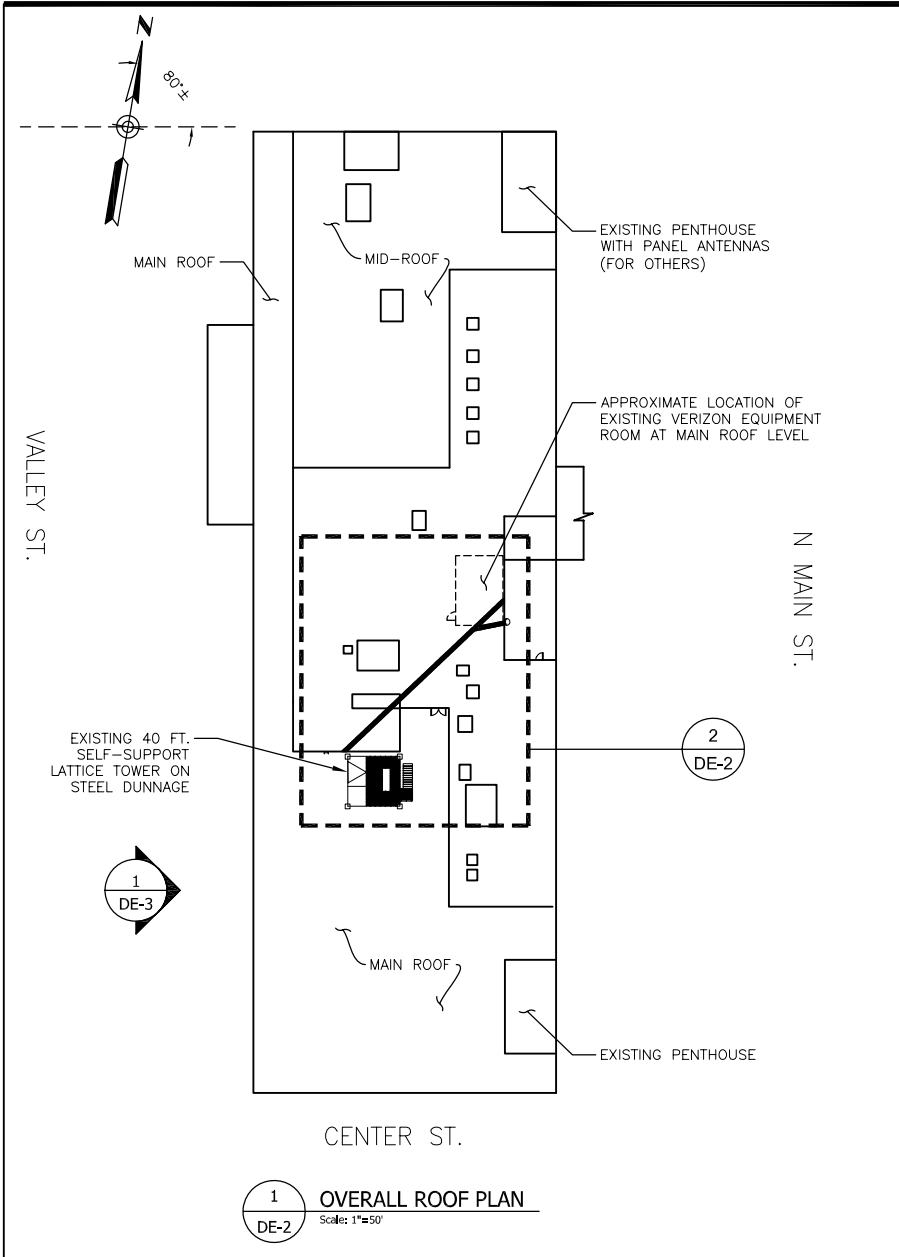 N
80°±
EXISTING PENTHOUSE
WITH PANEL ANTENNAS
(FOR OTHERS)
MAIN ROOF
MID-ROOF
APPROXIMATE LOCATION OF
EXISTING VERIZON EQUIPMENT
ROOM AT MAIN ROOF LEVEL
VALLEY ST.
N MAIN ST.
EXISTING 40 FT.
SELF-SUPPORT
LATTICE TOWER ON
STEEL DUNNAGE
2
DE-2
1
DE-3
MAIN ROOF
EXISTING PENTHOUSE
CENTER ST.
1
DE-2
OVERALL ROOF PLAN
Scale: 1"=50'